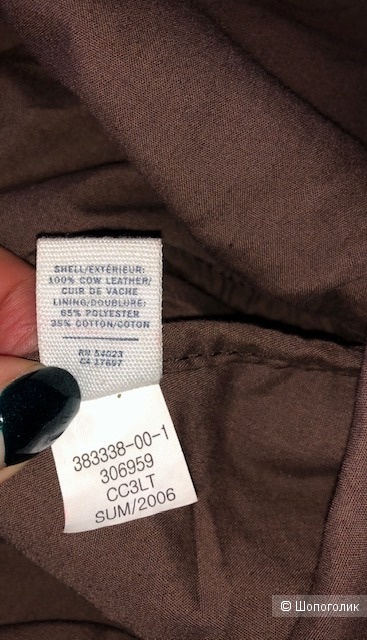 SHELL/EXTÉRIEUR:
100% COW LEATHER/
CUIR DE VACHE
LINING/DOUBLURE:
65% POLYESTER
35% COTTON/COTON
RN 54023
CA 17897
383338-00-1
306959
CC3LT
SUM/2006
© Шопоголик